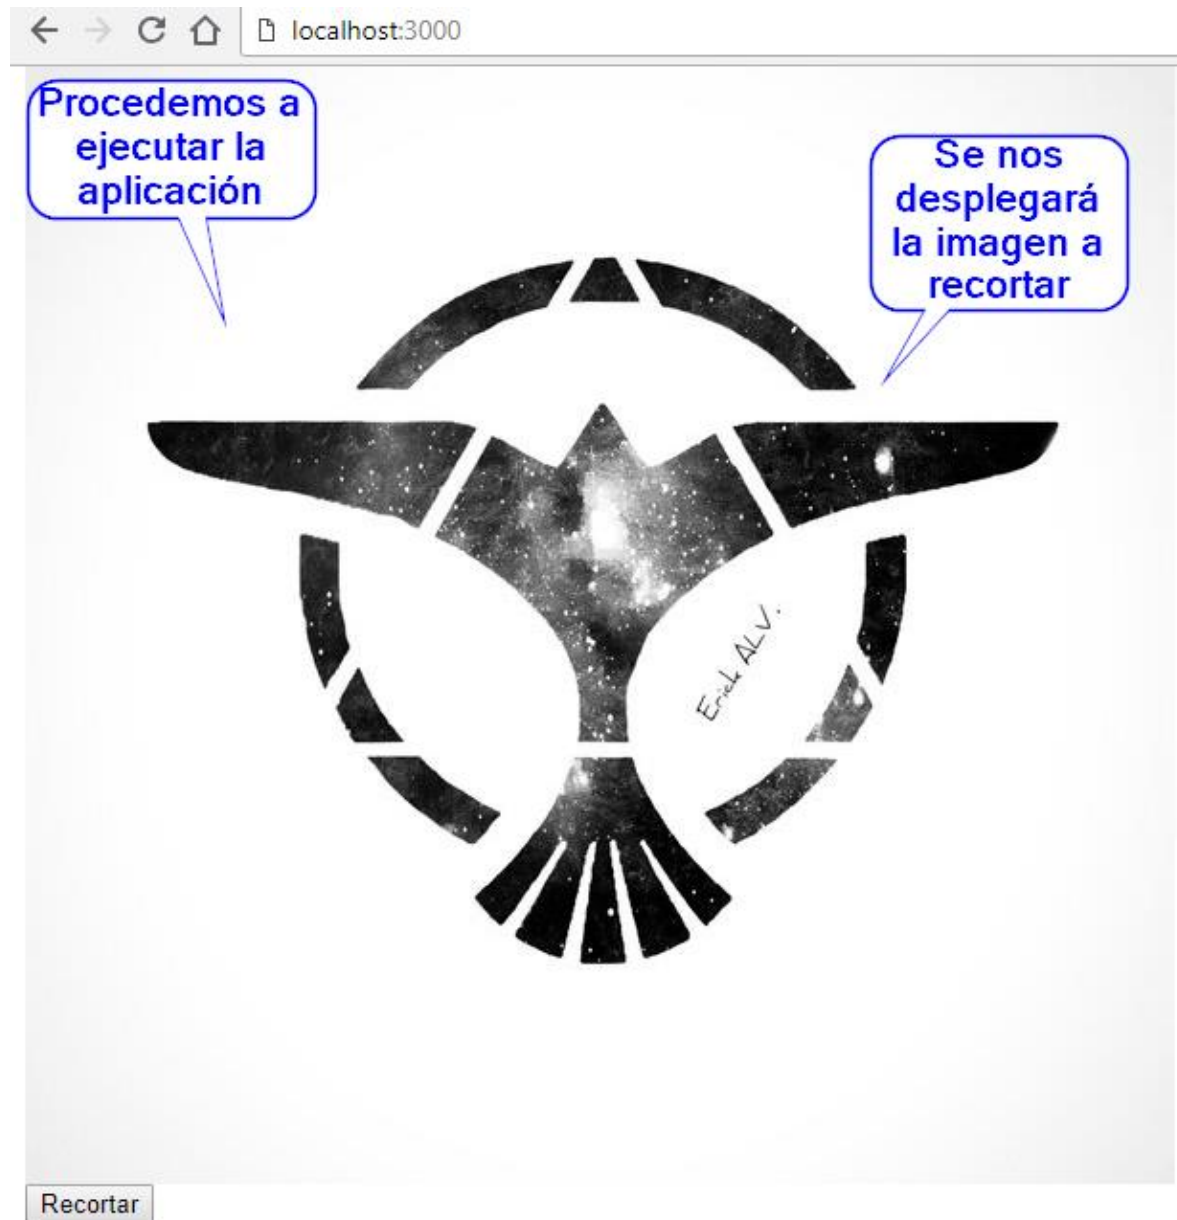 localhost:3000
Procedemos a
ejecutar la
aplicación
Se nos
desplegará
la imagen a
recortar
Erick ALV.
Recortar